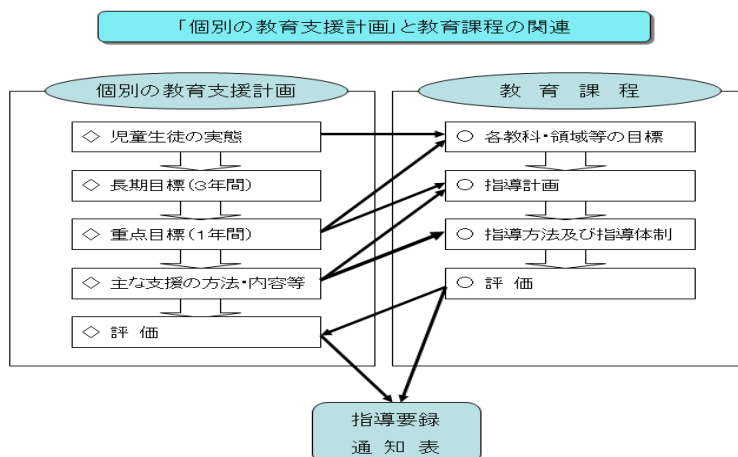 「個別の教育支援計画」と教育課程の関連
個別の教育支援計画
◇ 児童生徒の実態
◇ 長期目標(3年間)
◇ 重点目標(1年間)
◇ 主な支援の方法・内容等
◇ 評価
教育課程
○ 各教科・領域等の目標
○ 指導計画
○ 指導方法及び指導体制
○ 評価
指導要録
通知表